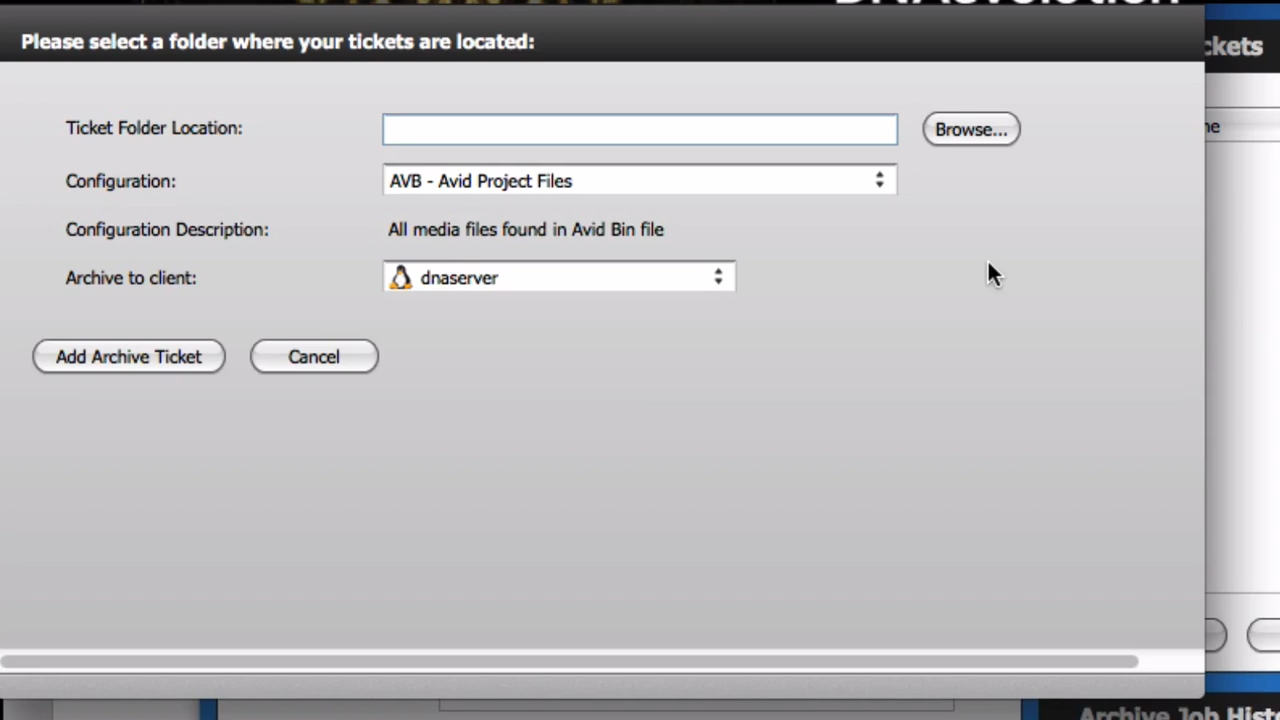 Please select a folder where your tickets are located:
Ticket Folder Location:
Browse...
Configuration:
AVB - Avid Project Files
Configuration Description:
All media files found in Avid Bin file
Archive to client:
dnaserver
Add Archive Ticket
Cancel